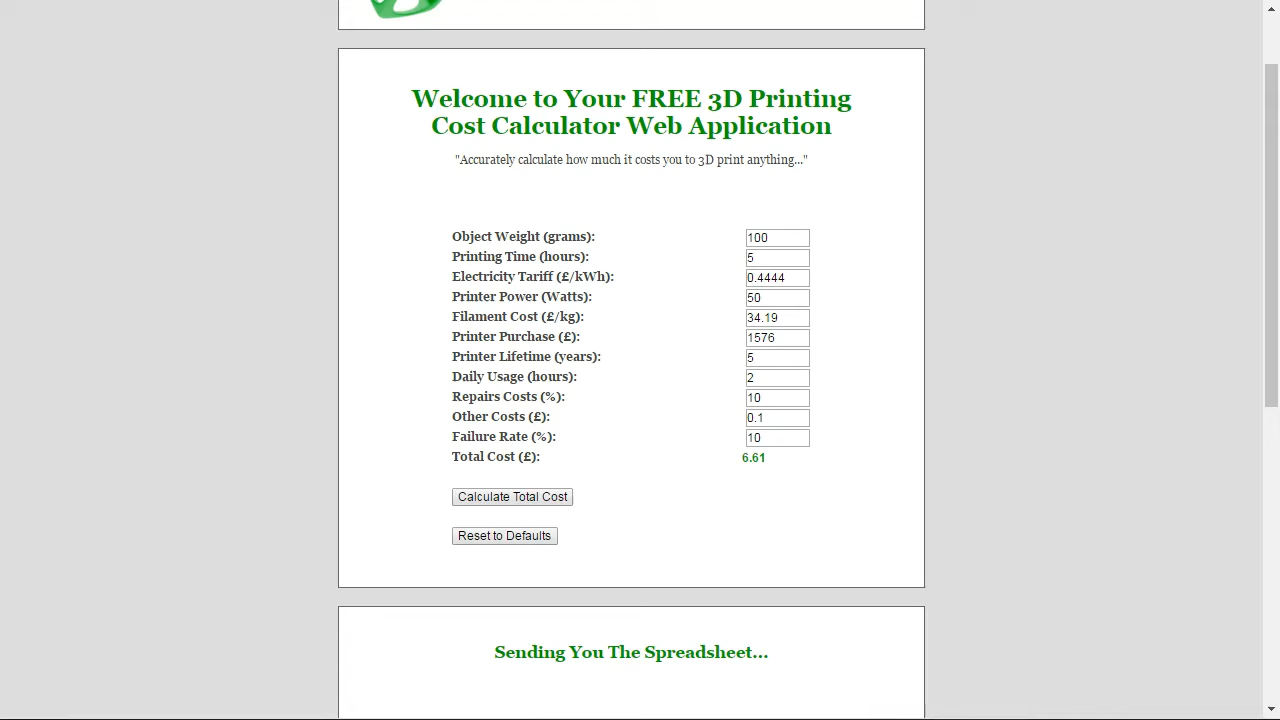 Welcome to Your FREE 3D Printing
Cost Calculator Web Application
"Accurately calculate how much it costs you to 3D print anything..."
Object Weight (grams): 100
Printing Time (hours): 5
Electricity Tariff (£/kWh): 0.4444
Printer Power (Watts): 50
Filament Cost (£/kg): 34.19
Printer Purchase (£): 1576
Printer Lifetime (years): 5
Daily Usage (hours): 2
Repairs Costs (%): 10
Other Costs (£): 0.1
Failure Rate (%): 10
Total Cost (£): 6.61
Calculate Total Cost
Reset to Defaults
Sending You The Spreadsheet...